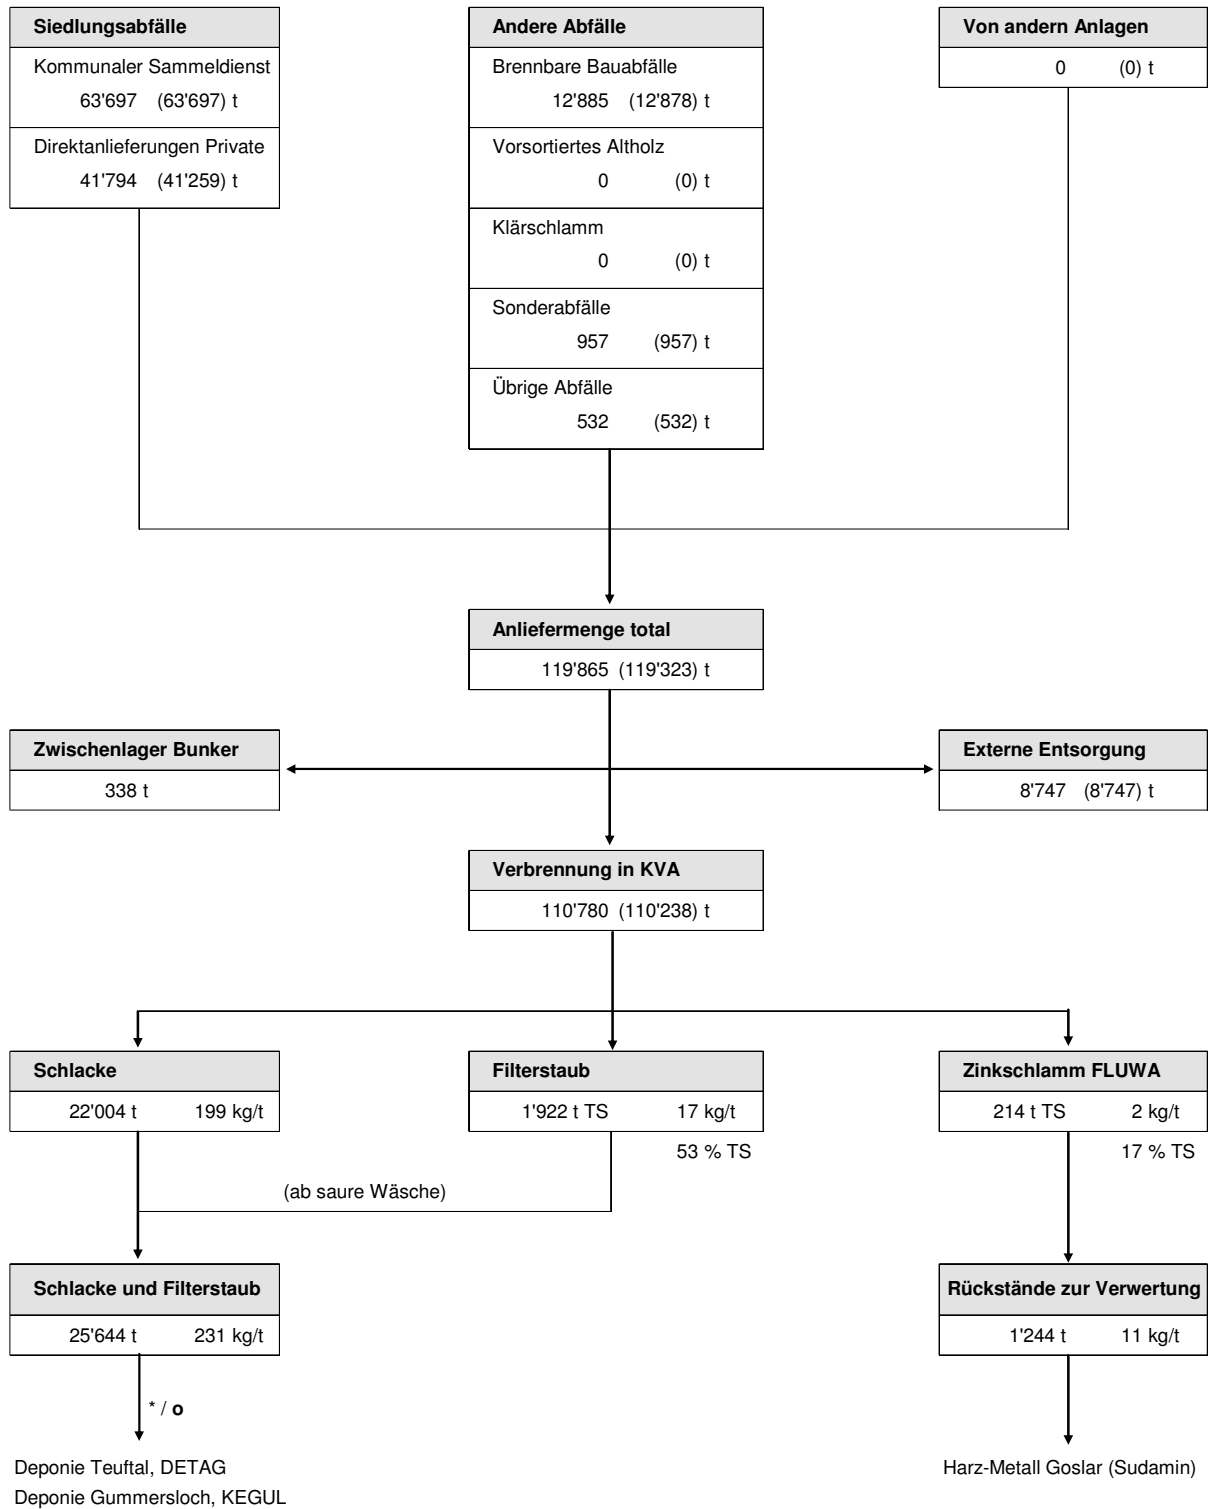 Siedlungsabfälle
Kommunaler Sammeldienst
63'697 (63'697) t
Direktanlieferungen Private
41'794 (41'259) t
Andere Abfälle
Brennbare Bauabfälle
12'885 (12'878) t
Vorsortiertes Altholz
0 (0) t
Klärschlamm
0 (0) t
Sonderabfälle
957 (957) t
Übrige Abfälle
532 (532) t
Von andern Anlagen
0 (0) t
Anliefermenge total
119'865 (119'323) t
Zwischenlager Bunker
338 t
Externe Entsorgung
8'747 (8'747) t
Verbrennung in KVA
110'780 (110'238) t
Schlacke
22'004 t 199 kg/t
Filterstaub
1'922 t TS 17 kg/t
53 % TS
Zinkschlamm FLUWA
214 t TS 2 kg/t
17 % TS
(ab saure Wäsche)
Schlacke und Filterstaub
25'644 t 231 kg/t
Rückstände zur Verwertung
1'244 t 11 kg/t
* / o
Deponie Teuftal, DETAG
Deponie Gummersloch, KEGUL
Harz-Metall Goslar (Sudamin)